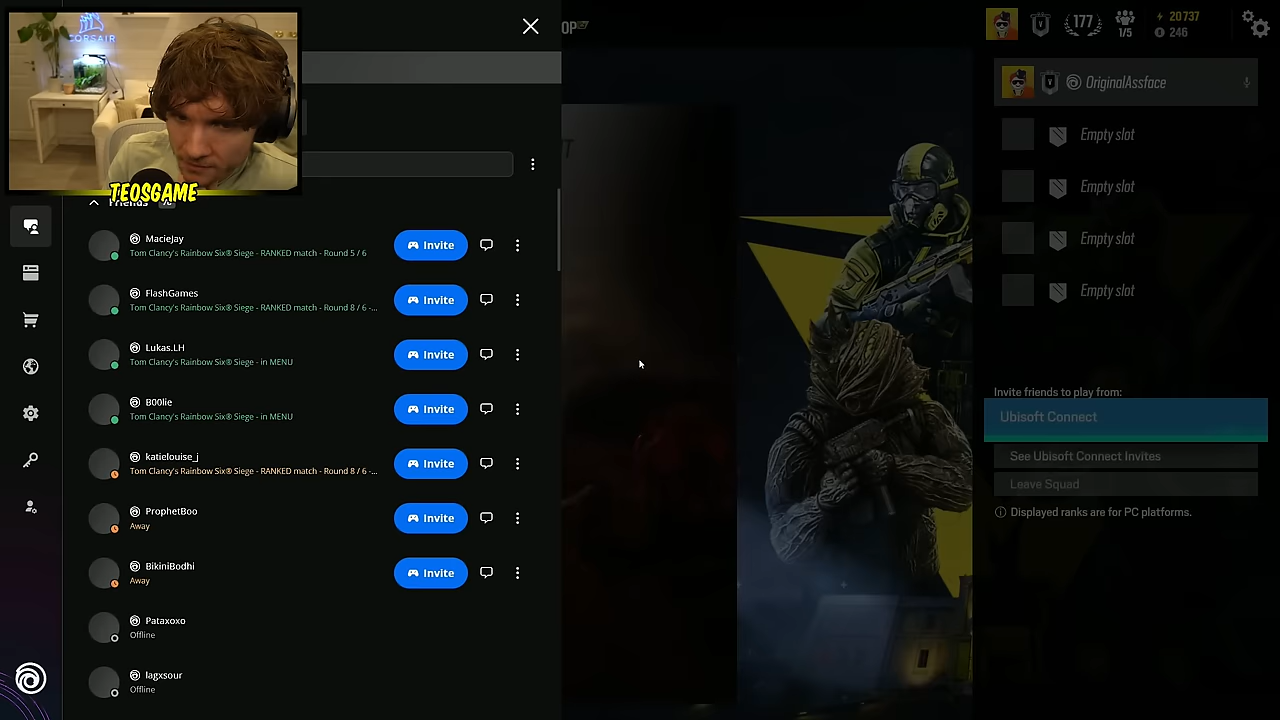 CORSAIR
TEOSGAME
Friends
MacieJay
Tom Clancy's Rainbow Six® Siege - RANKED match - Round 5 / 6
Invite
FlashGames
Tom Clancy's Rainbow Six® Siege - RANKED match - Round 8 / 6 -...
Invite
Lukas.LH
Tom Clancy's Rainbow Six® Siege - in MENU
Invite
B00lie
Tom Clancy's Rainbow Six® Siege - in MENU
Invite
katielouise_j
Tom Clancy's Rainbow Six® Siege - RANKED match - Round 8 / 6 -...
Invite
ProphetBoo
Away
Invite
BikiniBodhi
Away
Invite
Pataxoxo
Offline
lagxsour
Offline
OP
177
1/5
20 737
246
OriginalAssface
Empty slot
Empty slot
Empty slot
Empty slot
Invite friends to play from:
Ubisoft Connect
See Ubisoft Connect Invites
Leave Squad
Displayed ranks are for PC platforms.